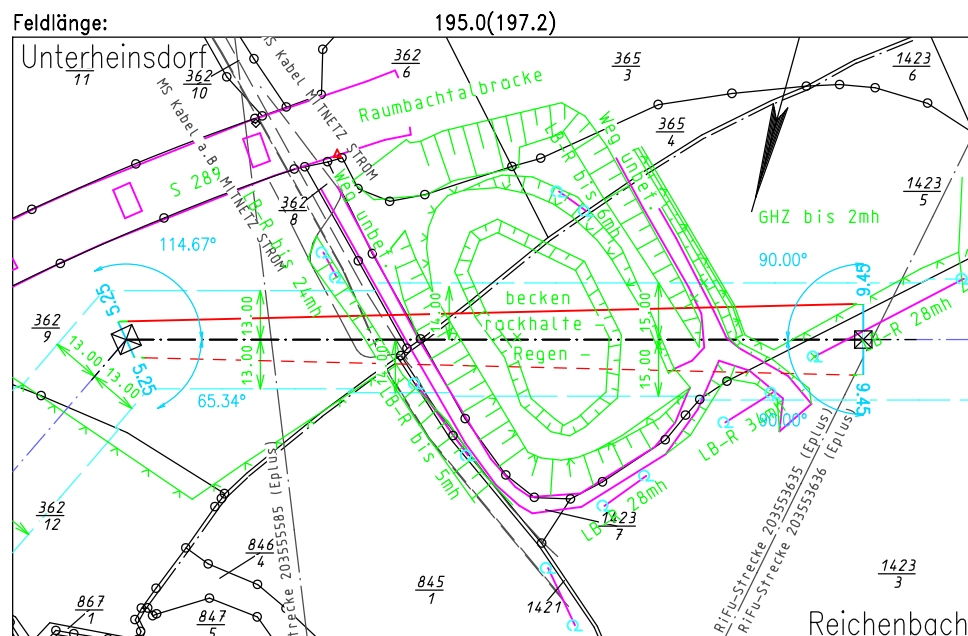 Feldlänge:
195.0(197.2)
Unterheinsdorf
11
362
10
362
6
365
3
1423
6
MS Kabel MITNETZ STROM
MS Kabel a.B. MITNETZ STROM
Raumbachtalbrücke
LB-R bis 6mh
Weg unbef.
365
4
S 289
Weg unbef.
362
8
1423
5
GHZ bis 2mh
LB-R bis 24mh
114.67°
90.00°
5.25
9.45
13.00
13.00
15.00
15.00
becken
rückhalte -
Regen -
362
9
13.00
13.00
5.25
65.34°
90.00°
9.45
LB-R bis 5mh
LB-R 3mh
LB-R 28mh
LB-R 28mh
362
12
1423
7
846
4
845
1
1421
867
1
847
5
1423
3
strecke 203555585 (Eplus)
RiFu-Strecke 203553635 (Eplus)
RiFu-Strecke 203553636 (Eplus)
Reichenbach